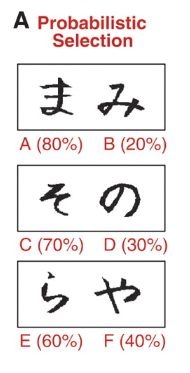 A Probabilistic
Selection
ま み
A (80%) B (20%)
そ の
C (70%) D (30%)
ら や
E (60%) F (40%)